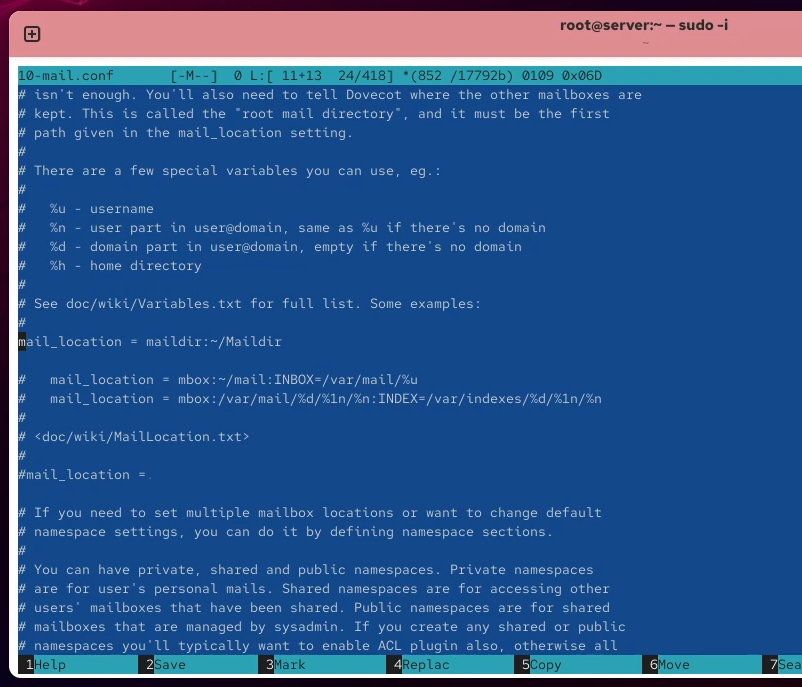 root@server:~ — sudo -i
~
10-mail.conf       [-M--]  0 L:[ 11+13  24/418] *(852 /17792b) 0109 0x06D
# isn't enough. You'll also need to tell Dovecot where the other mailboxes are
# kept. This is called the "root mail directory", and it must be the first
# path given in the mail_location setting.
#
# There are a few special variables you can use, eg.:
#
#   %u - username
#   %n - user part in user@domain, same as %u if there's no domain
#   %d - domain part in user@domain, empty if there's no domain
#   %h - home directory
#
# See doc/wiki/Variables.txt for full list. Some examples:
#
mail_location = maildir:~/Maildir
#   mail_location = mbox:~/mail:INBOX=/var/mail/%u
#   mail_location = mbox:/var/mail/%d/%1n/%n:INDEX=/var/indexes/%d/%1n/%n
#
# <doc/wiki/MailLocation.txt>
#
#mail_location =.
# If you need to set multiple mailbox locations or want to change default
# namespace settings, you can do it by defining namespace sections.
#
# You can have private, shared and public namespaces. Private namespaces
# are for user's personal mails. Shared namespaces are for accessing other
# users' mailboxes that have been shared. Public namespaces are for shared
# mailboxes that are managed by sysadmin. If you create any shared or public
# namespaces you'll typically want to enable ACL plugin also, otherwise all
1Help 2Save 3Mark 4Replac 5Copy 6Move 7Sea